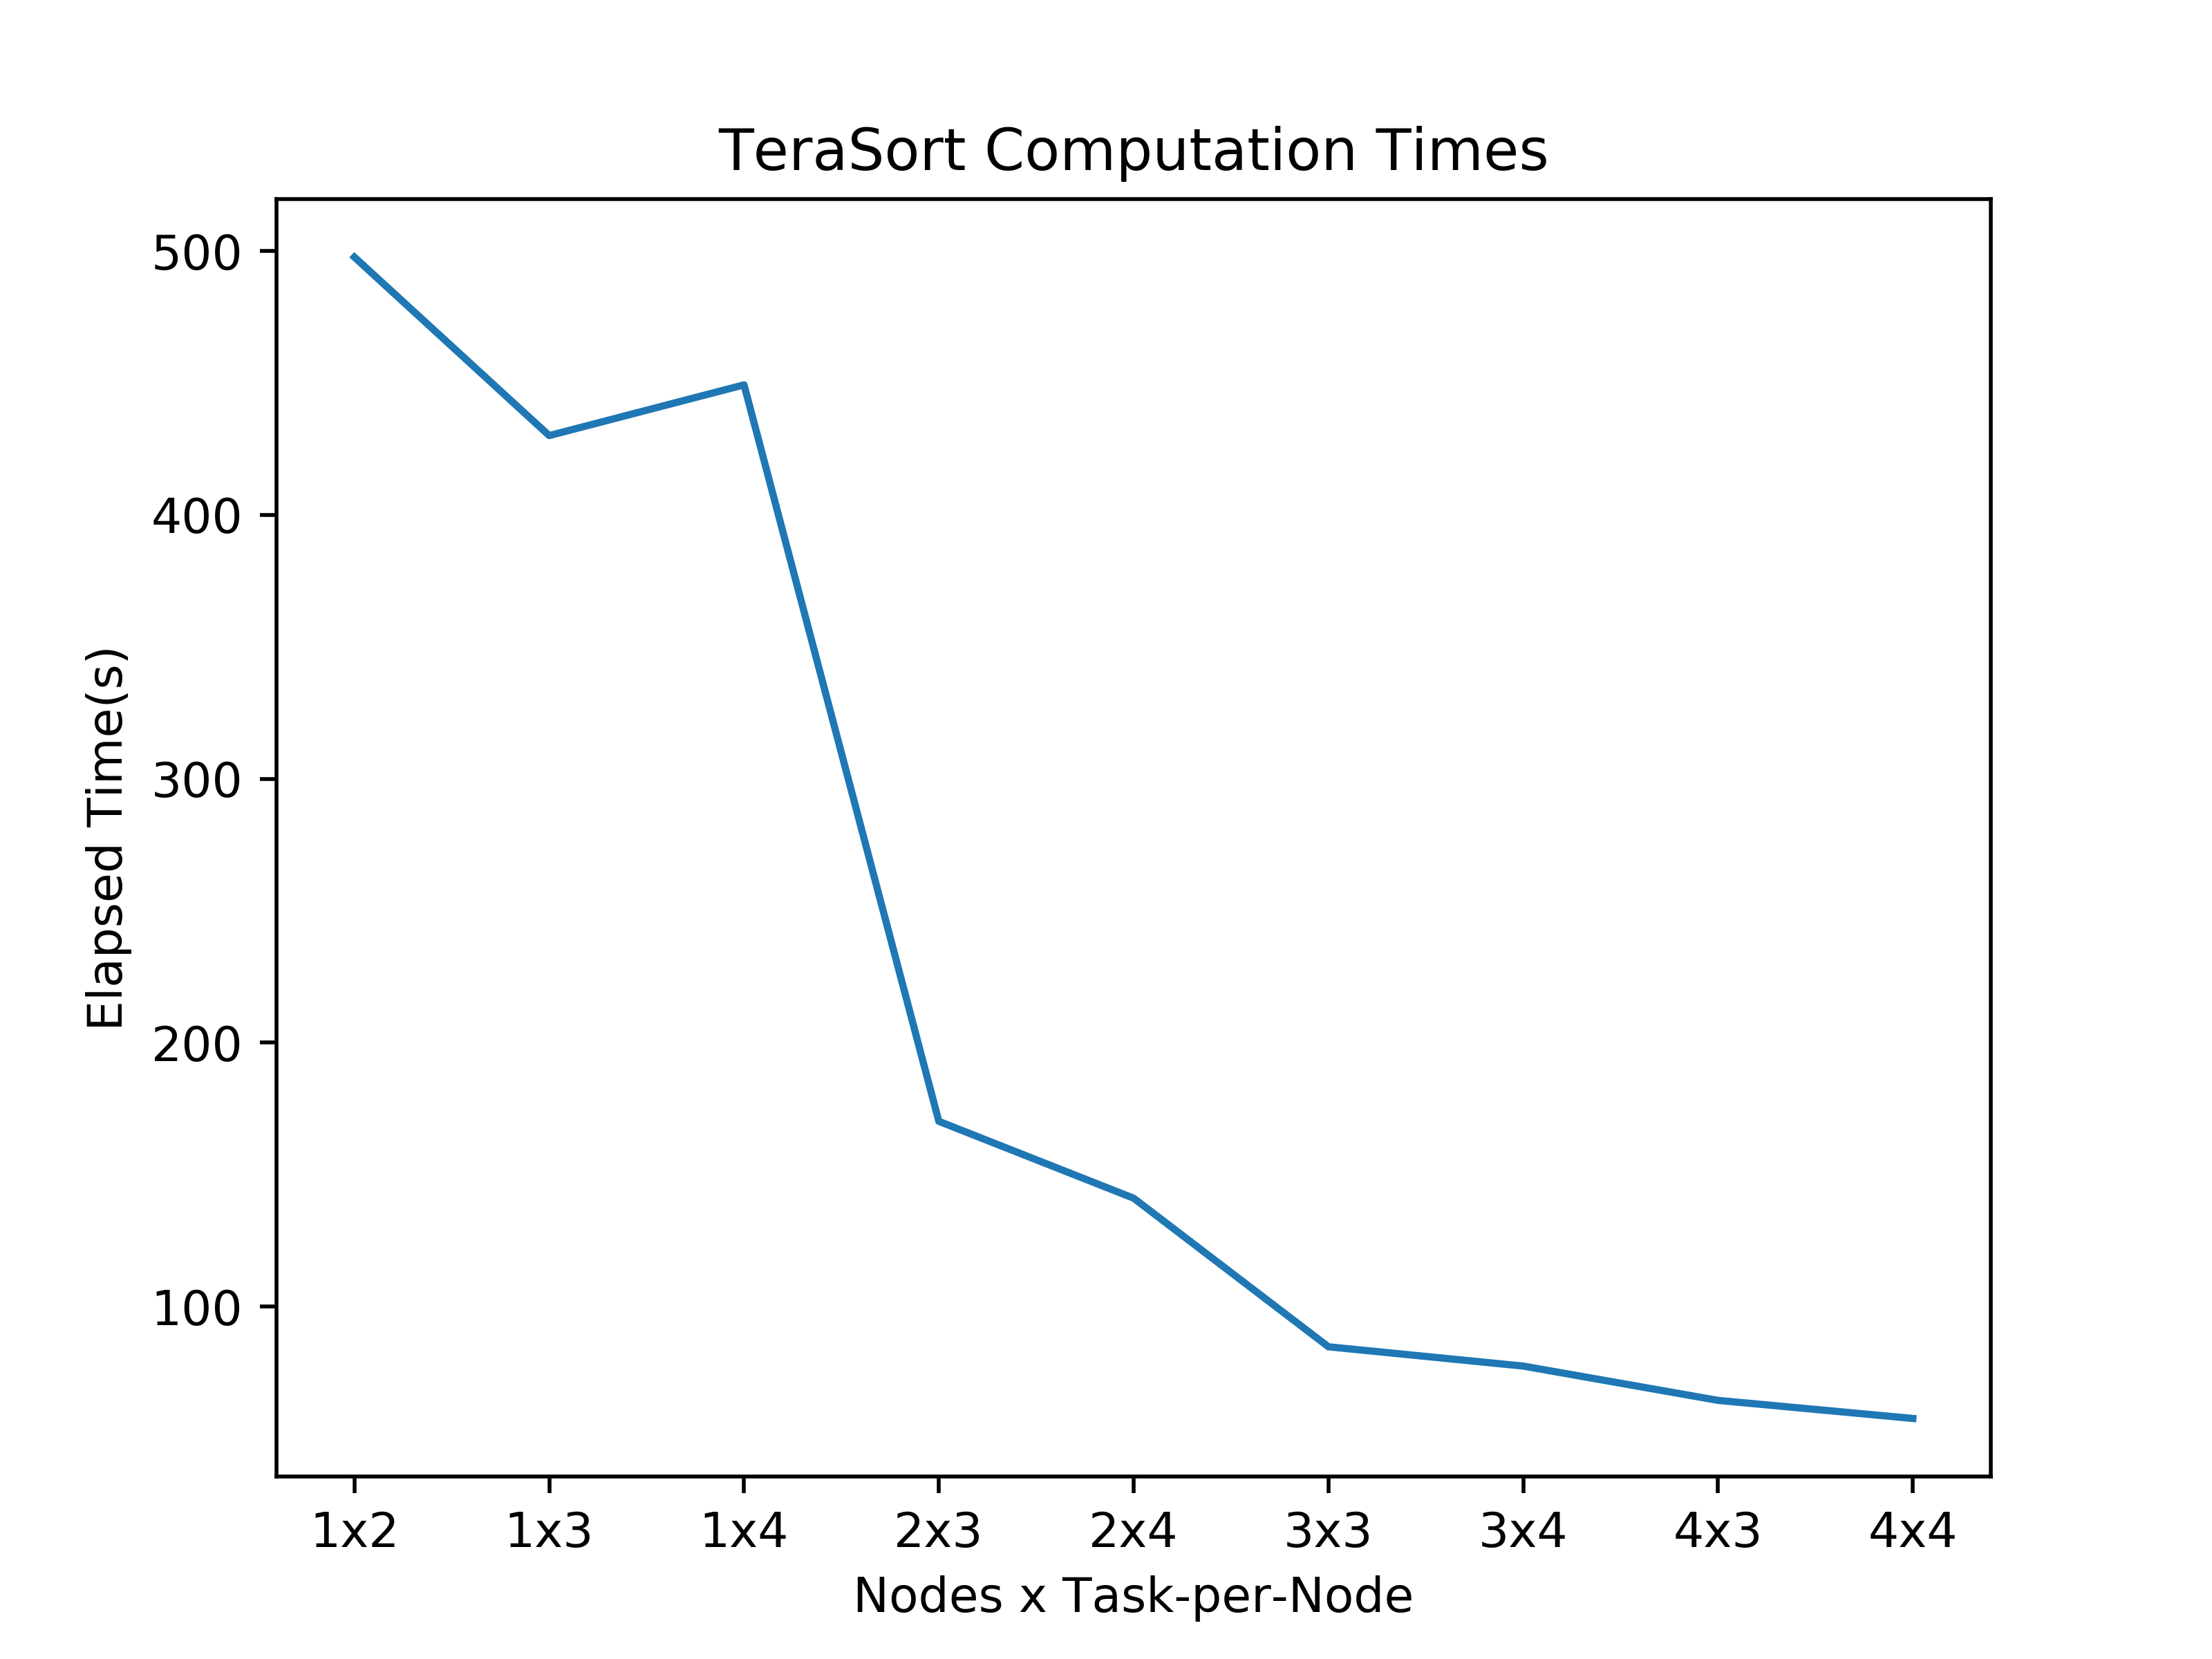 TeraSort Computation Times
Elapsed Time(s)
500
400
300
200
100
1x2 1x3 1x4 2x3 2x4 3x3 3x4 4x3 4x4
Nodes x Task-per-Node